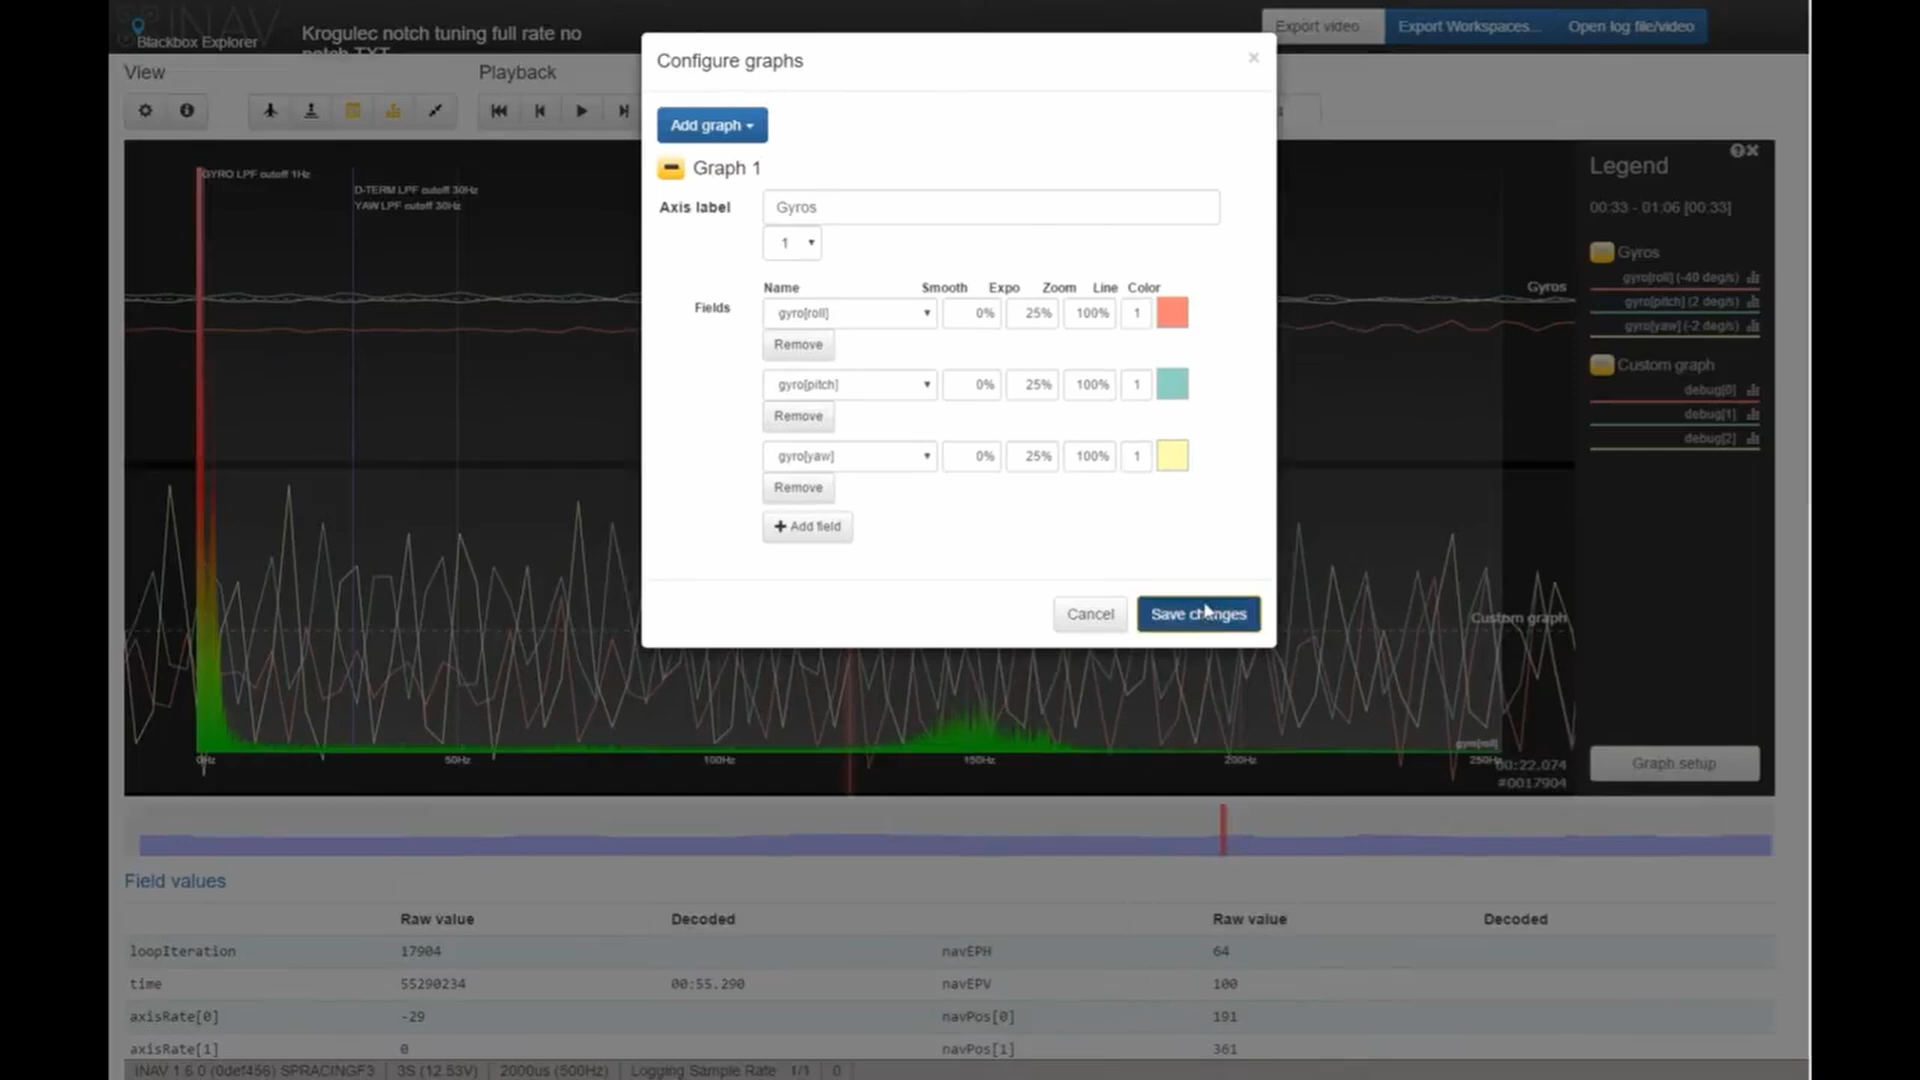 INAV
Blackbox Explorer
Krogulec notch tuning full rate no
notch.TXT
Export video
Export Workspaces...
Open log file/video
View
Playback
Configure graphs
×
Add graph
Graph 1
Axis label
Gyros
1
Name Smooth Expo Zoom Line Color
Fields
gyro[roll] 0% 25% 100% 1
Remove
gyro[pitch] 0% 25% 100% 1
Remove
gyro[yaw] 0% 25% 100% 1
Remove
Add field
Cancel
Save changes
GYRO LPF cutoff 1Hz
D-TERM LPF cutoff 30Hz
YAW LPF cutoff 30Hz
Gyros
Custom graph
gyro[roll]
0Hz 50Hz 100Hz 150Hz 200Hz 250Hz
00:22.074
#0017904
Legend
00:33 - 01:06 [00:33]
Gyros
gyro[roll] (-40 deg/s)
gyro[pitch] (2 deg/s)
gyro[yaw] (-2 deg/s)
Custom graph
debug[0]
debug[1]
debug[2]
Graph setup
Field values
Raw value Decoded Raw value Decoded
loopIteration 17904 navEPH 64
time 55290234 00:55.290 navEPV 100
axisRate[0] -29 navPos[0] 191
axisRate[1] 0 navPos[1] 361
INAV 1.6.0 (0def456) SPRACINGF3 3S (12.53V) 2000us (500Hz) Logging Sample Rate 1/1 0